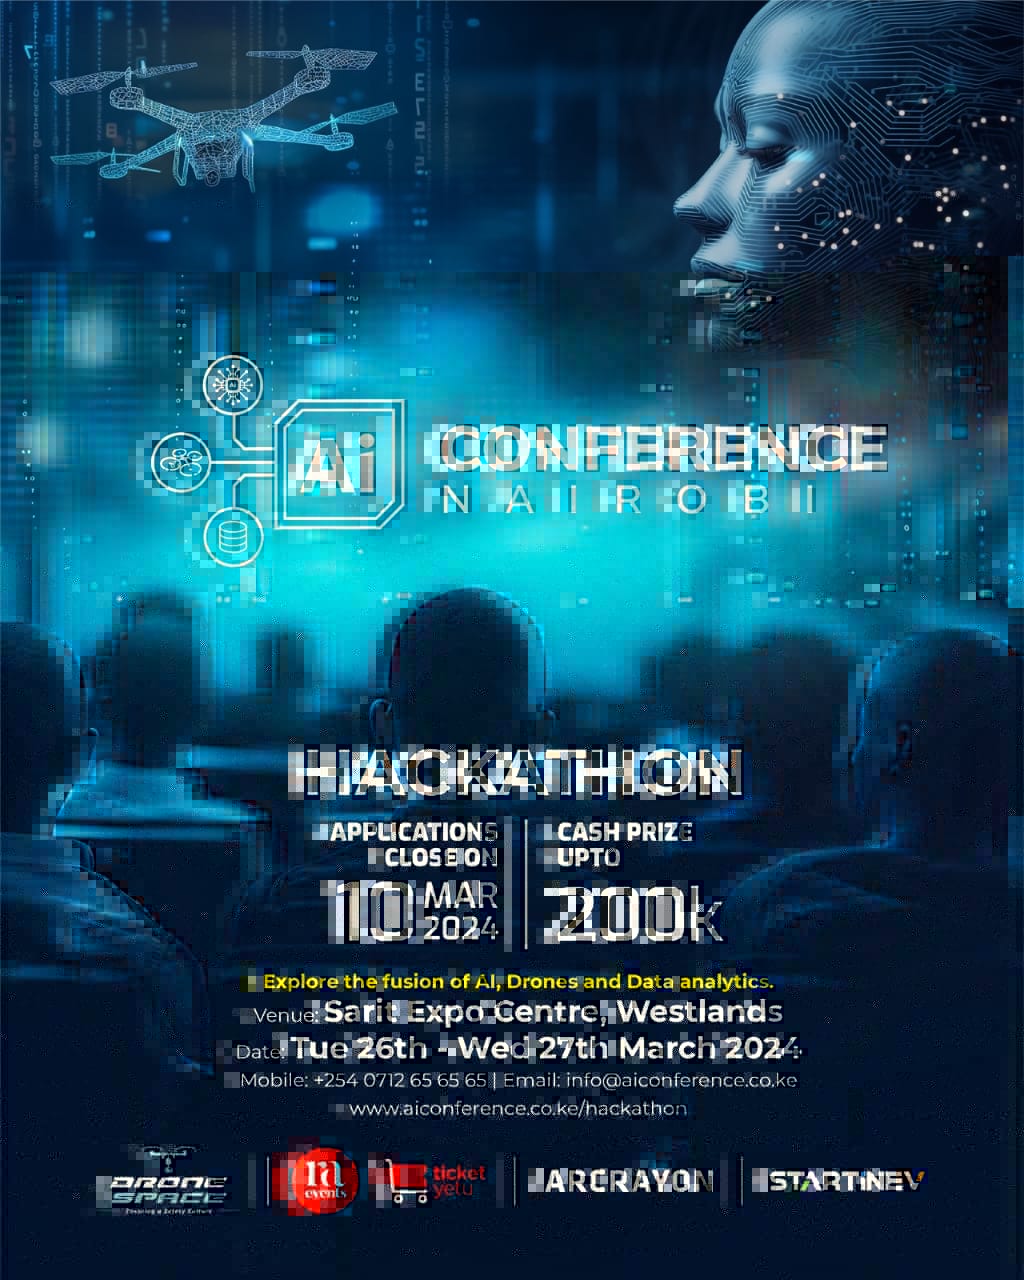 Ai
CONFERENCE
NAIROBI
HACKATHON
APPLICATIONS
CLOSE ON
10 MAR
2024
CASH PRIZE
UPTO
200k
Explore the fusion of AI, Drones and Data analytics.
Venue: Sarit Expo Centre, Westlands
Date: Tue 26th - Wed 27th March 2024
Mobile: +254 0712 65 65 65 | Email: info@aiconference.co.ke
www.aiconference.co.ke/hackathon
DRONE
SPACE
Fostering a Safety Culture
events
ticket
yetu
ARCRAYON
STARTINEV